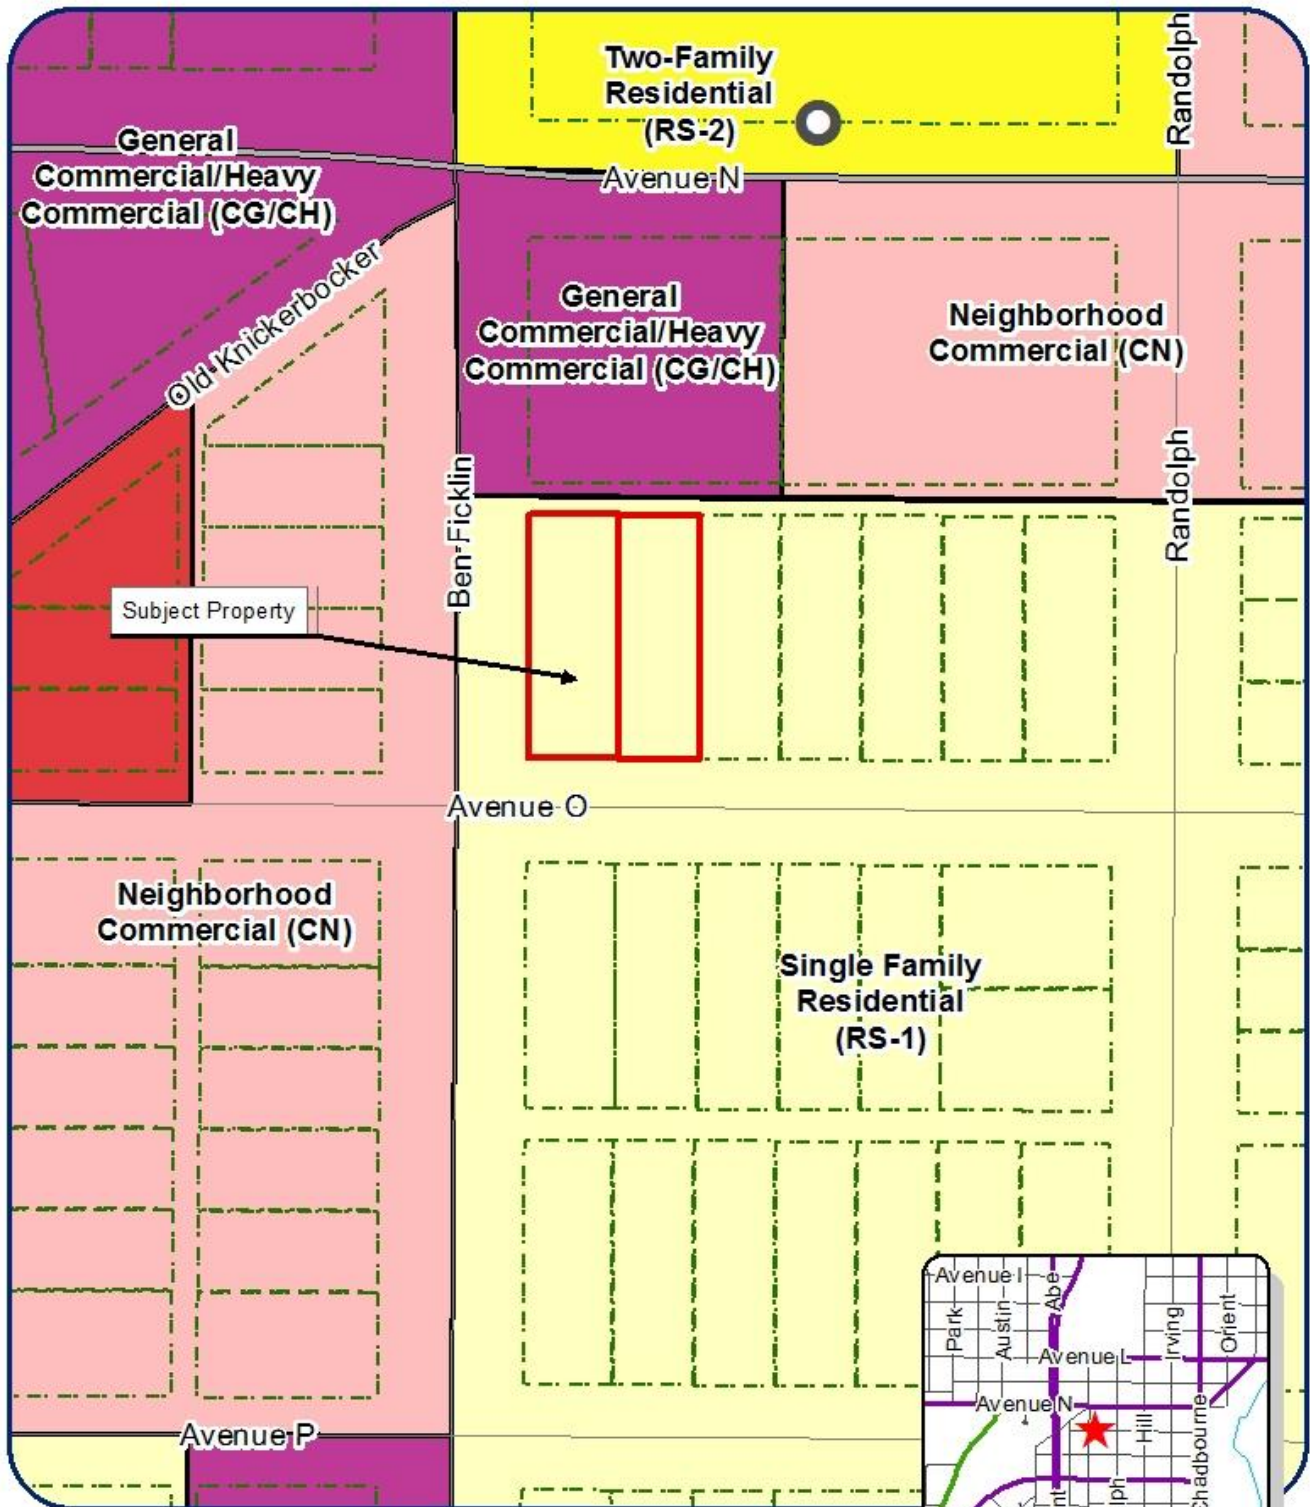 Two-Family
Residential
(RS-2)
Randolph
General
Commercial/Heavy
Commercial (CG/CH)
Avenue N
Old Knickerbocker
General
Commercial/Heavy
Commercial (CG/CH)
Neighborhood
Commercial (CN)
Ben Ficklin
Randolph
Subject Property
Avenue O
Neighborhood
Commercial (CN)
Single Family
Residential
(RS-1)
Avenue P
Avenue I
Abe
Park
Austin
Irving
Orient
Avenue L
Avenue N
Hill
Chadbourne
lph
nt